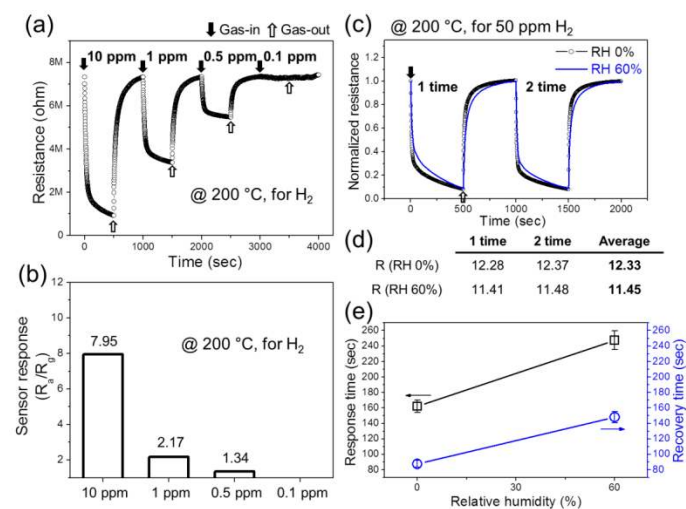 (a)
Gas-in
Gas-out
10 ppm
1 ppm
0.5 ppm
0.1 ppm
8M
6M
4M
2M
0
Resistance (ohm)
@ 200 °C, for H2
0
1000
2000
3000
4000
Time (sec)
(b)
12
10
8
6
4
2
Sensor response
(Ra/Rg)
@ 200 °C, for H2
7.95
2.17
1.34
10 ppm
1 ppm
0.5 ppm
0.1 ppm
(c) @ 200 °C, for 50 ppm H2
RH 0%
RH 60%
1 time
2 time
1.2
1.0
0.8
0.6
0.4
0.2
0.0
Normalized resistance
0
500
1000
1500
2000
Time (sec)
(d)
1 time 2 time Average
R (RH 0%) 12.28 12.37 12.33
R (RH 60%) 11.41 11.48 11.45
(e)
260
240
220
200
180
160
140
120
100
80
Response time (sec)
260
240
220
200
180
160
140
120
100
80
Recovery time (sec)
0
15
30
45
60
Relative humidity (%)